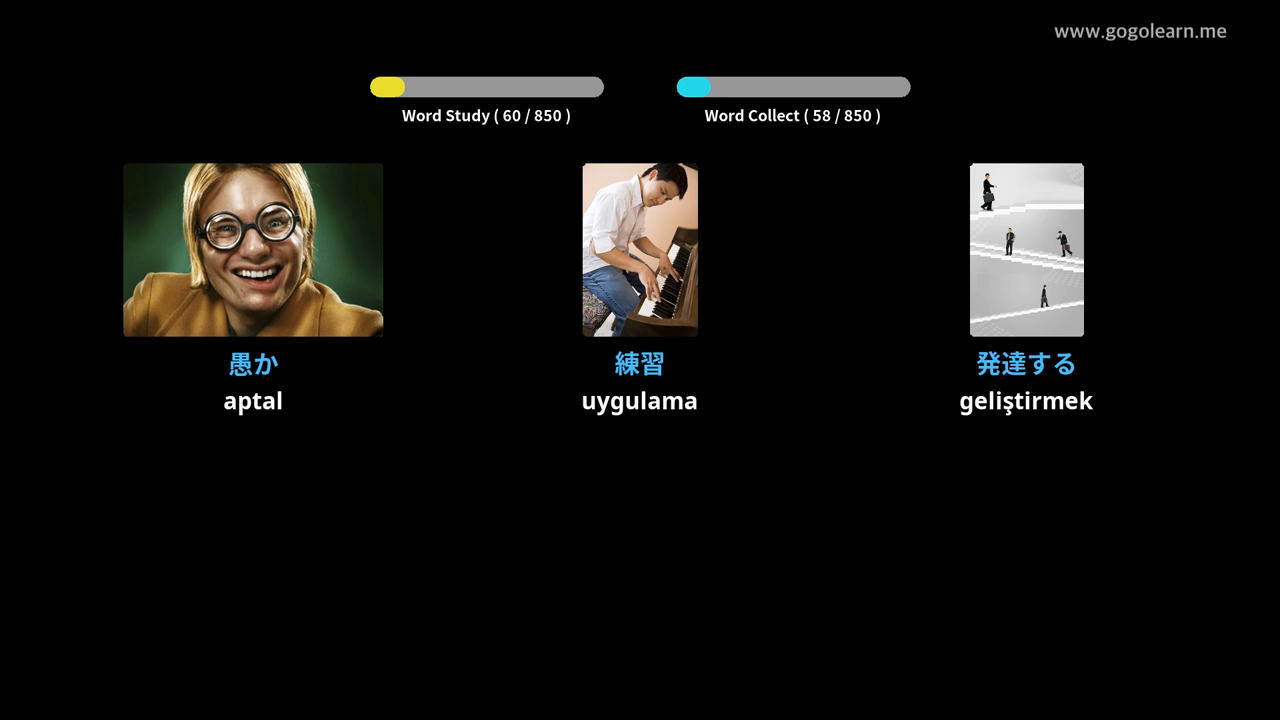 www.gogolearn.me
Word Study ( 60 / 850 )
Word Collect ( 58 / 850 )
愚か
練習
発達する
aptal
uygulama
geliştirmek